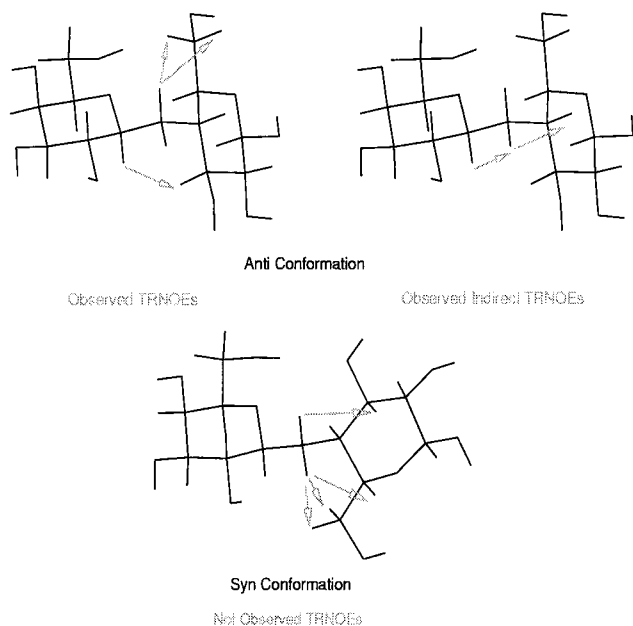 Anti Conformation
Observed TRNOEs
Observed Indirect TRNOEs
Syn Conformation
Not Observed TRNOEs